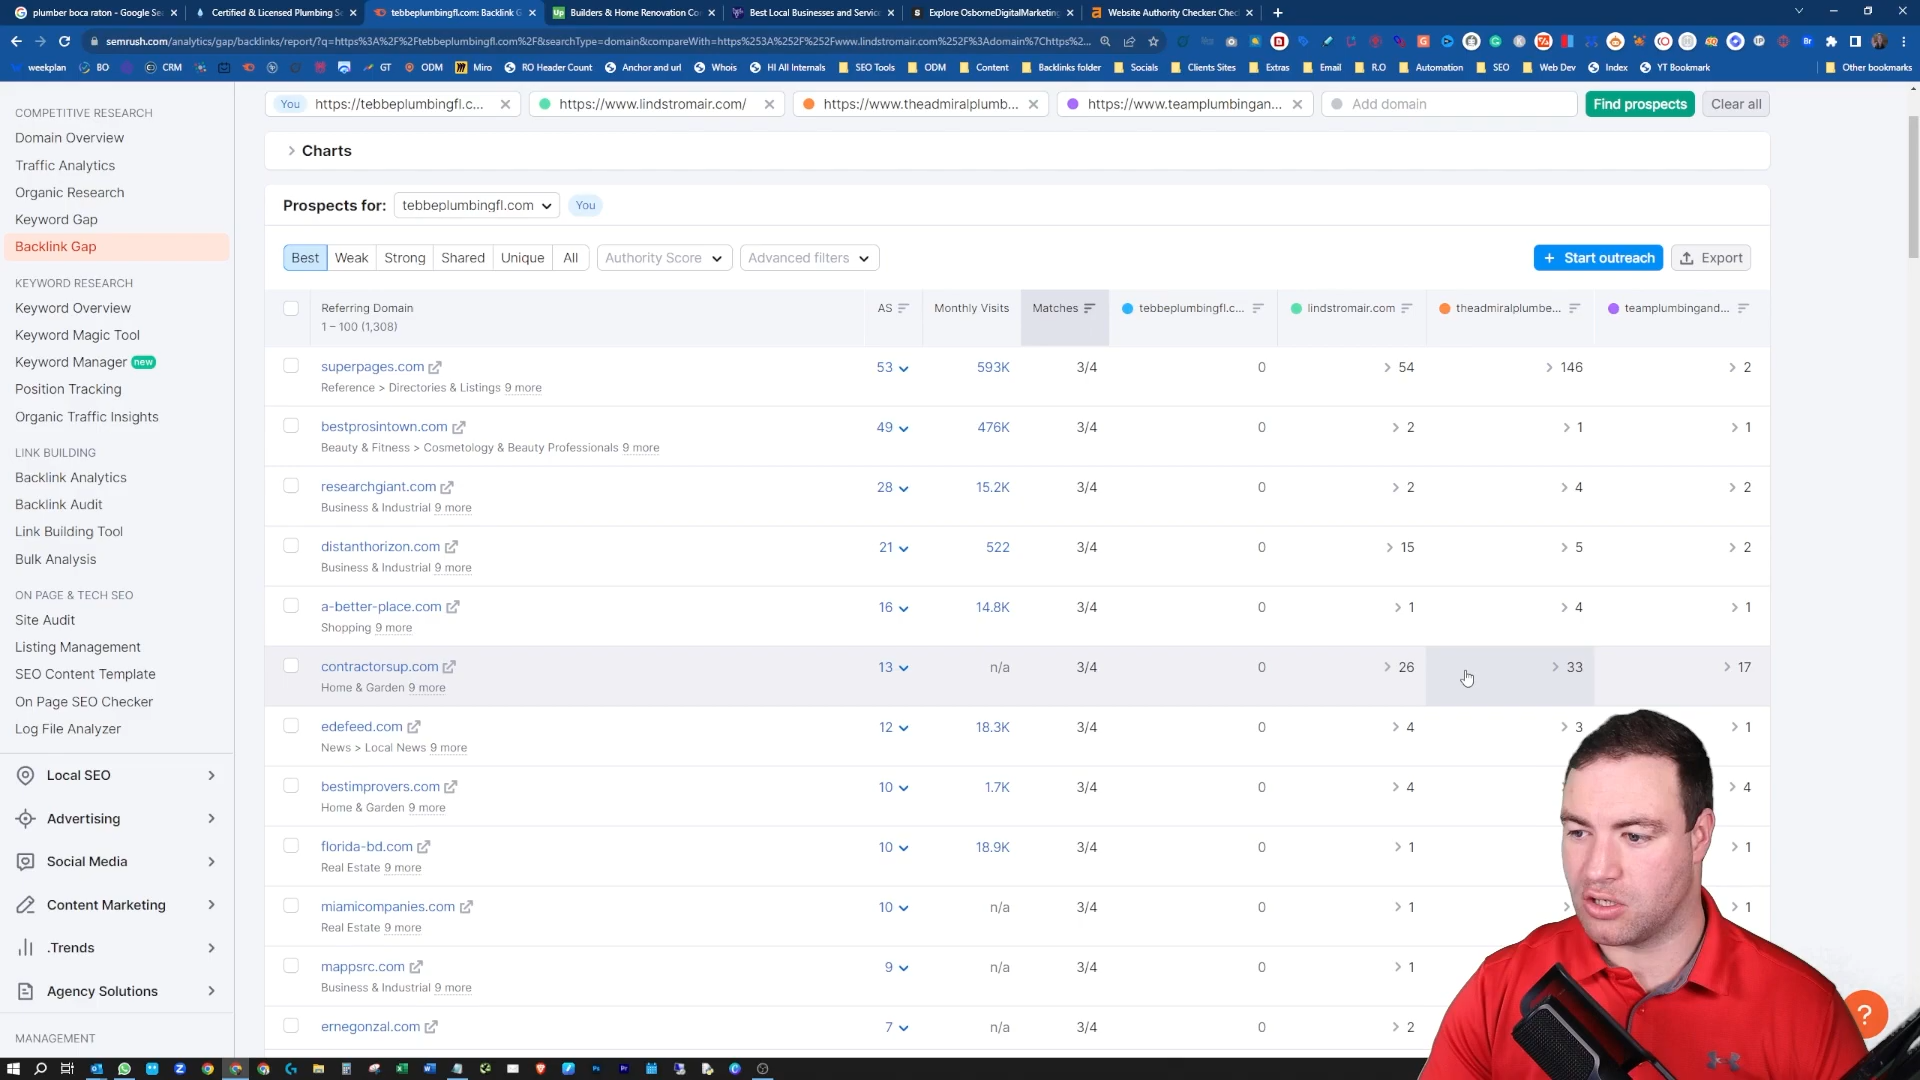 plumber boca raton - Google Se
Certified & Licensed Plumbing S
tebbeplumbingfl.com: Backlink G
Builders & Home Renovation Co
Best Local Businesses and Service
Explore OsborneDigitalMarketing
Website Authority Checker: Chec
semrush.com/analytics/gap/backlinks/report/?q=https%3A%2F%2Ftebbeplumbingfl.com%2F&searchType=domain&compareWith=https%253A%252F%252Fwww.lindstromair.com%252F%3Adomain%7Chttps%2...
weekplan
BO
CRM
GT
ODM
Miro
RO Header Count
Anchor and url
Whois
HI All Internals
SEO Tools
ODM
Content
Backlinks folder
Socials
Clients Sites
Extras
Email
R.O
Automation
SEO
Web Dev
Index
YT Bookmark
Other bookmarks
COMPETITIVE RESEARCH
Domain Overview
Traffic Analytics
Organic Research
Keyword Gap
Backlink Gap
KEYWORD RESEARCH
Keyword Overview
Keyword Magic Tool
Keyword Manager new
Position Tracking
Organic Traffic Insights
LINK BUILDING
Backlink Analytics
Backlink Audit
Link Building Tool
Bulk Analysis
ON PAGE & TECH SEO
Site Audit
Listing Management
SEO Content Template
On Page SEO Checker
Log File Analyzer
Local SEO
Advertising
Social Media
Content Marketing
.Trends
Agency Solutions
MANAGEMENT
You https://tebbeplumbingfl.c...
https://www.lindstromair.com/
https://www.theadmiralplumb...
https://www.teamplumbingan...
Add domain
Find prospects
Clear all
Charts
Prospects for: tebbeplumbingfl.com You
Best Weak Strong Shared Unique All Authority Score Advanced filters
+ Start outreach Export
Referring Domain
1 – 100 (1,308)
AS Monthly Visits Matches tebbeplumbingfl.c... lindstromair.com theadmiralplumbe... teamplumbingand...
superpages.com 53 593K 3/4 0 54 146 2
Reference > Directories & Listings 9 more
bestprosintown.com 49 476K 3/4 0 2 1 1
Beauty & Fitness > Cosmetology & Beauty Professionals 9 more
researchgiant.com 28 15.2K 3/4 0 2 4 2
Business & Industrial 9 more
distanthorizon.com 21 522 3/4 0 15 5 2
Business & Industrial 9 more
a-better-place.com 16 14.8K 3/4 0 1 4 1
Shopping 9 more
contractorsup.com 13 n/a 3/4 0 26 33 17
Home & Garden 9 more
edefeed.com 12 18.3K 3/4 0 4 3 1
News > Local News 9 more
bestimprovers.com 10 1.7K 3/4 0 4 4
Home & Garden 9 more
florida-bd.com 10 18.9K 3/4 0 1 1
Real Estate 9 more
miamicompanies.com 10 n/a 3/4 0 1 1
Real Estate 9 more
mappsrc.com 9 n/a 3/4 0 1
Business & Industrial 9 more
ernegonzal.com 7 n/a 3/4 0 2
?